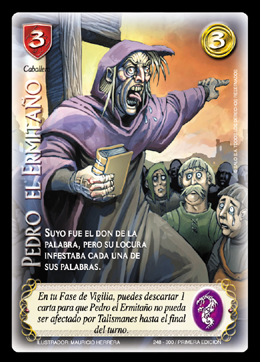 3
3
Caballe
PEDRO EL ERMITAÑO
SUYO FUE EL DON DE LA
PALABRA, PERO SU LOCURA
INFESTABA CADA UNA DE
SUS PALABRAS.
En tu Fase de Vigilia, puedes descartar 1
carta para que Pedro el Ermitaño no pueda
ser afectado por Talismanes hasta el final
del turno.
ILUSTRADOR: MAURICIO HERRERA
248 - 300 / PRIMERA EDICIÓN